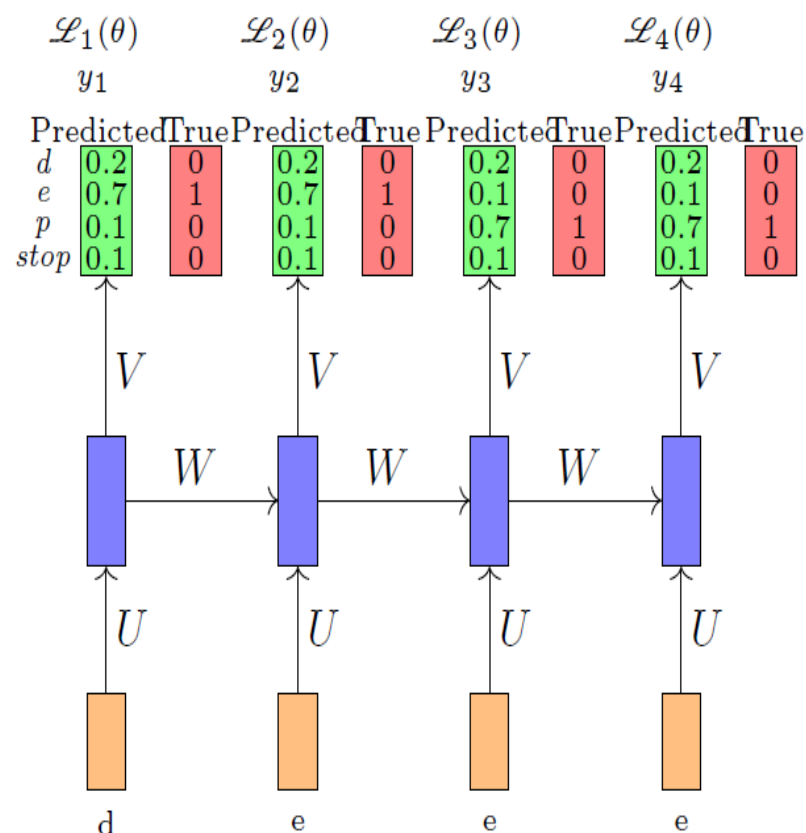 ℒ₁(θ) ℒ₂(θ) ℒ₃(θ) ℒ₄(θ)
y₁ y₂ y₃ y₄
Predicted True Predicted True Predicted True Predicted True
d 0.2 0 0.2 0 0.2 0 0.2 0
e 0.7 1 0.7 1 0.1 0 0.1 0
p 0.1 0 0.1 0 0.7 1 0.7 1
stop 0.1 0 0.1 0 0.1 0 0.1 0
V V V V
W W W
U U U U
d e e e